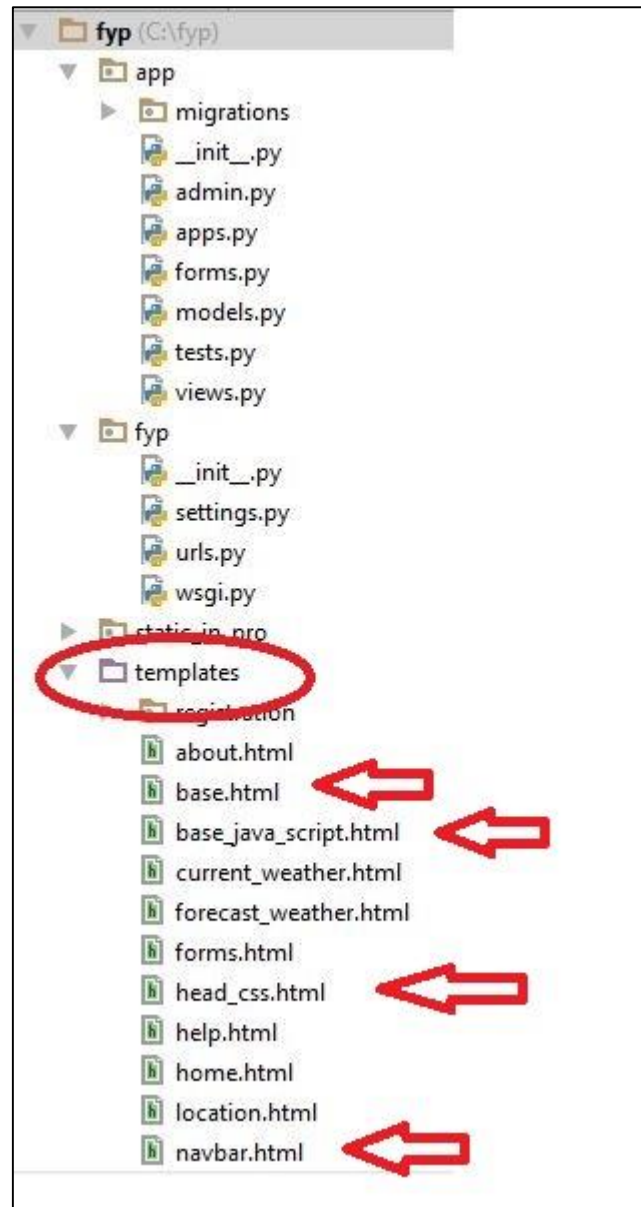 fyp (C:\fyp)
app
migrations
__init__.py
admin.py
apps.py
forms.py
models.py
tests.py
views.py
fyp
__init__.py
settings.py
urls.py
wsgi.py
static_in_pro
templates
registration
about.html
base.html
base_java_script.html
current_weather.html
forecast_weather.html
forms.html
head_css.html
help.html
home.html
location.html
navbar.html